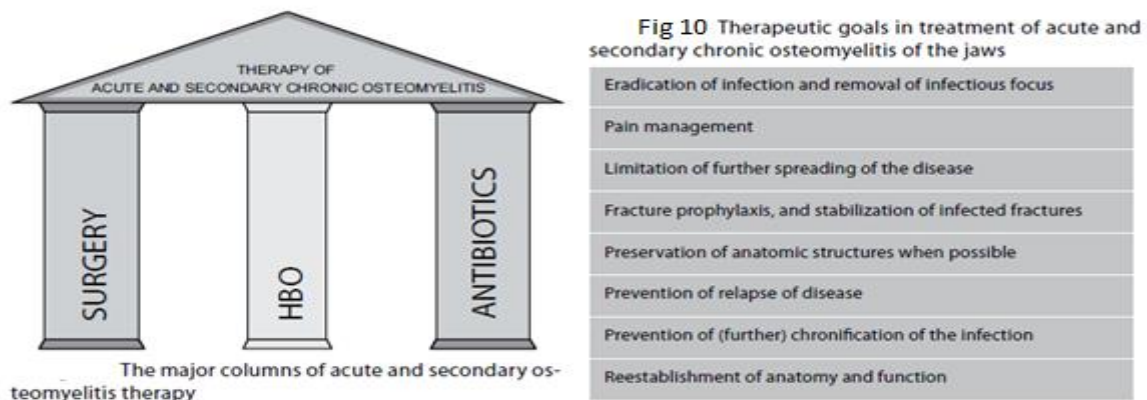 THERAPY OF
ACUTE AND SECONDARY CHRONIC OSTEOMYELITIS
SURGERY
HBO
ANTIBIOTICS
The major columns of acute and secondary os-
teomyelitis therapy
Fig 10 Therapeutic goals in treatment of acute and
secondary chronic osteomyelitis of the jaws
Eradication of infection and removal of infectious focus
Pain management
Limitation of further spreading of the disease
Fracture prophylaxis, and stabilization of infected fractures
Preservation of anatomic structures when possible
Prevention of relapse of disease
Prevention of (further) chronification of the infection
Reestablishment of anatomy and function